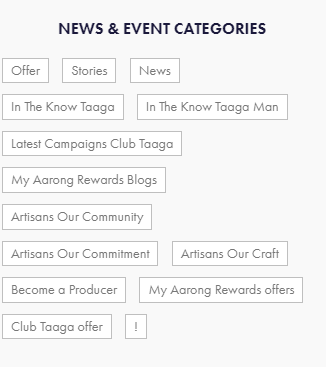 NEWS & EVENT CATEGORIES
Offer Stories News
In The Know Taaga In The Know Taaga Man
Latest Campaigns Club Taaga
My Aarong Rewards Blogs
Artisans Our Community
Artisans Our Commitment Artisans Our Craft
Become a Producer My Aarong Rewards offers
Club Taaga offer !